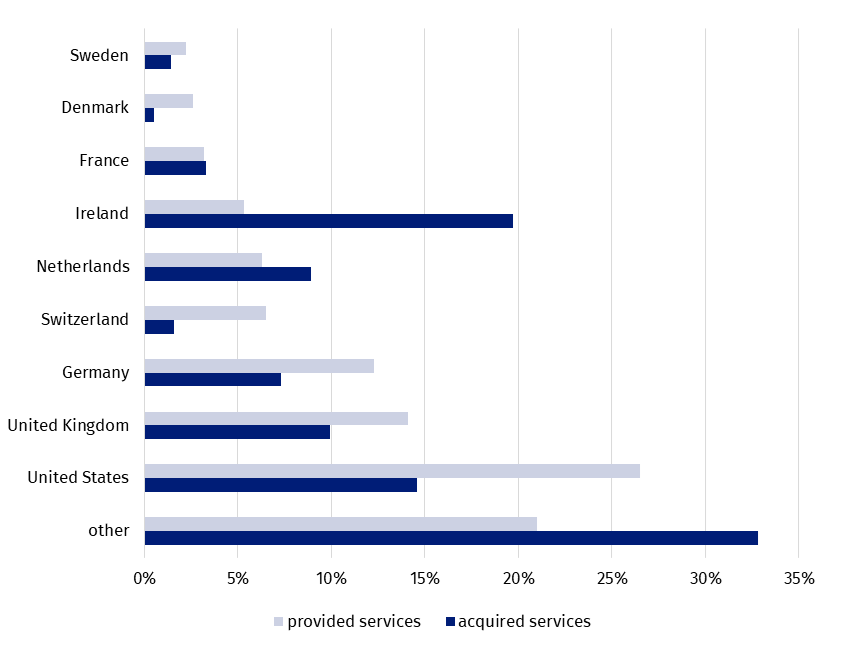 Sweden
Denmark
France
Ireland
Netherlands
Switzerland
Germany
United Kingdom
United States
other
0% 5% 10% 15% 20% 25% 30% 35%
provided services acquired services